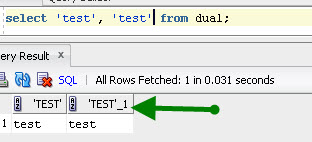 select 'test', 'test' from dual;
Query Result
SQL | All Rows Fetched: 1 in 0.031 seconds
'TEST' 'TEST'_1
1 test test